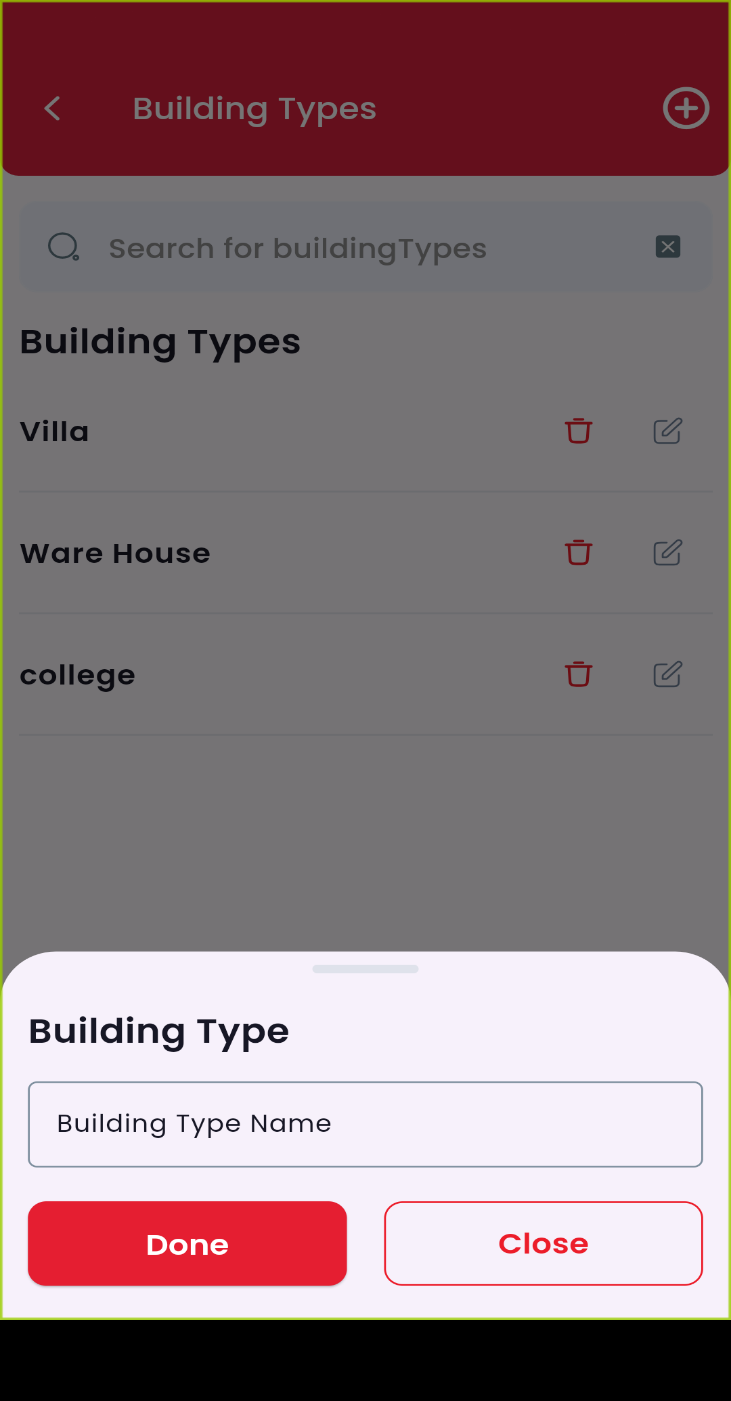 Building Types
Search for buildingTypes
Building Types
Villa
Ware House
college
Building Type
Building Type Name
Done
Close